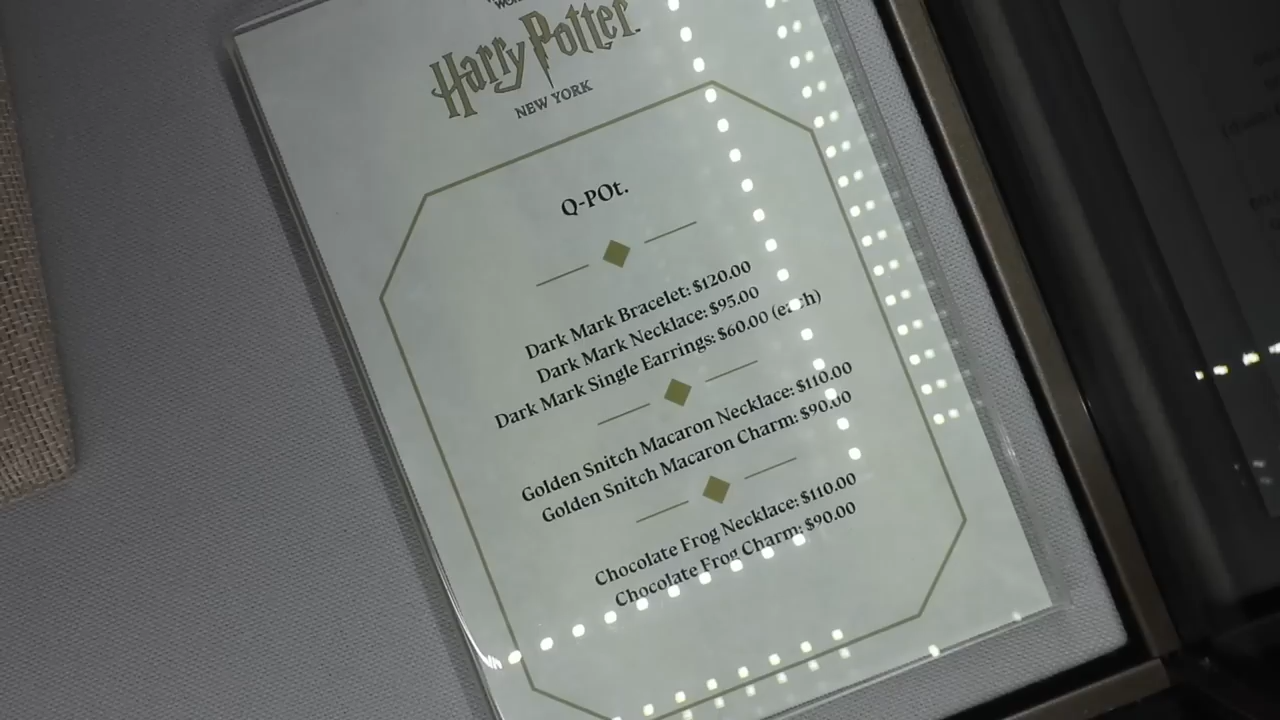 Harry Potter
NEW YORK
Q-POt.
Dark Mark Bracelet: $120.00
Dark Mark Necklace: $95.00
Dark Mark Single Earrings: $60.00 (each)
Golden Snitch Macaron Necklace: $110.00
Golden Snitch Macaron Charm: $90.00
Chocolate Frog Necklace: $110.00
Chocolate Frog Charm: $90.00